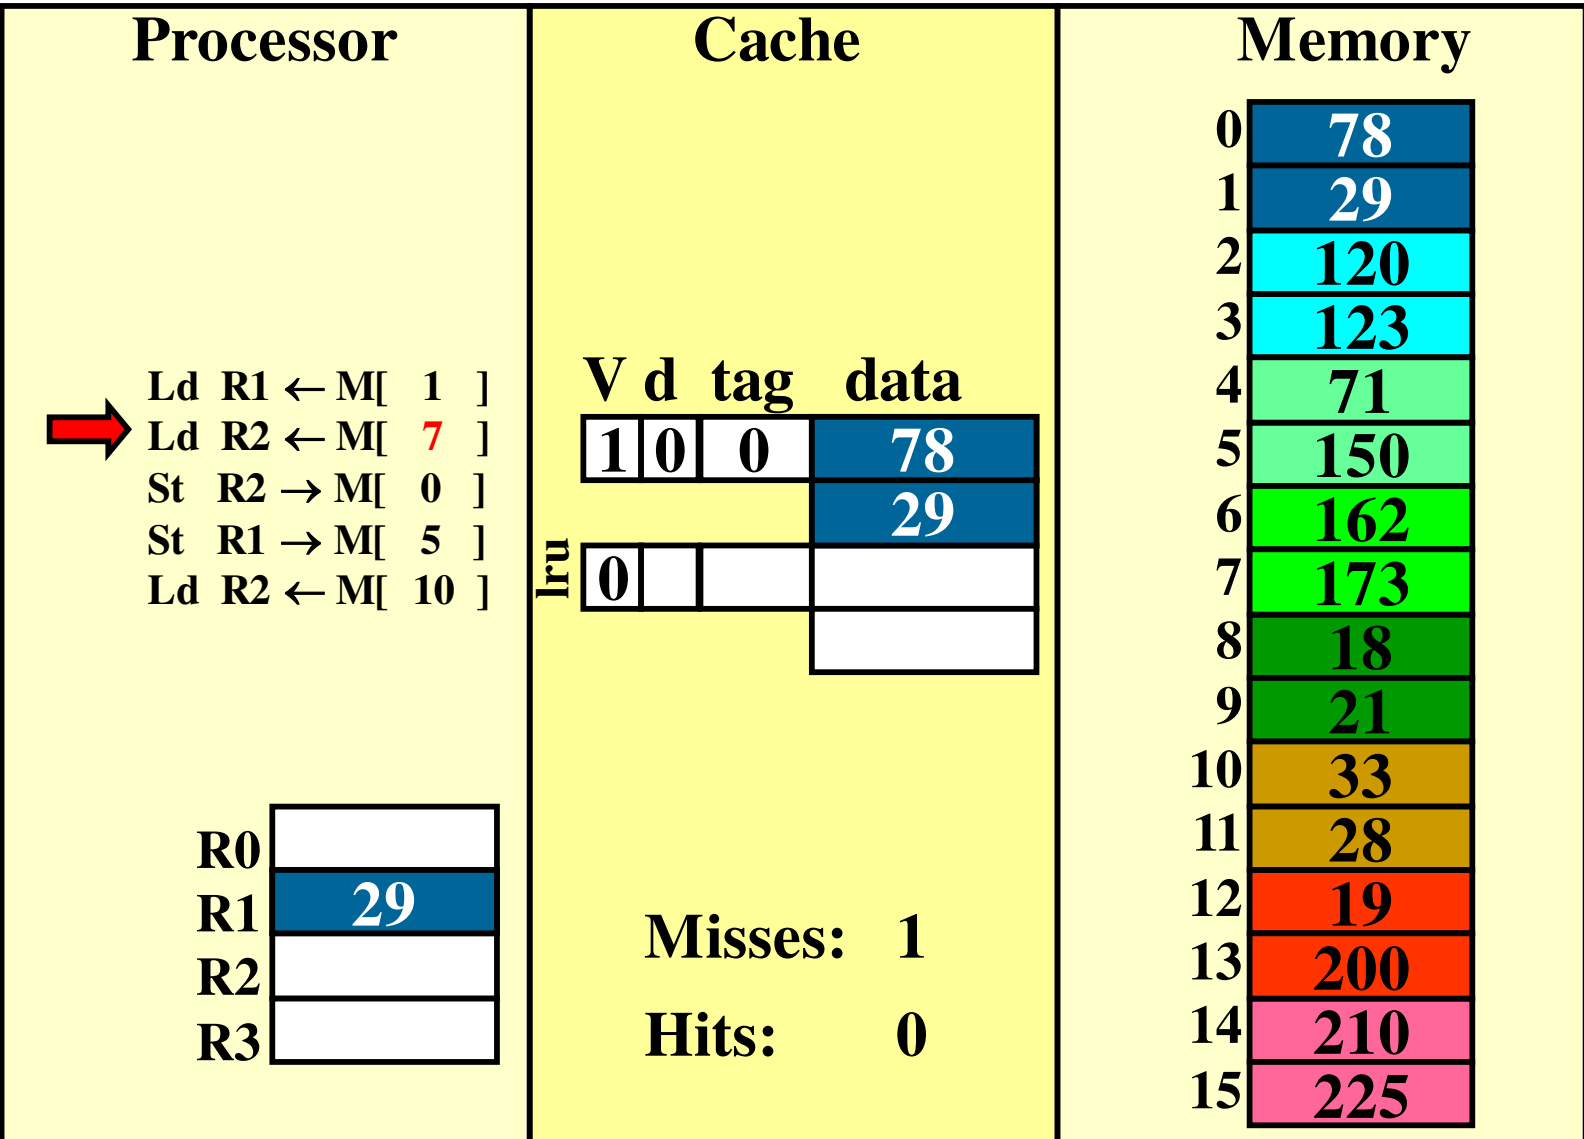 Processor
Ld R1 ← M[ 1 ]
Ld R2 ← M[ 7 ]
St R2 → M[ 0 ]
St R1 → M[ 5 ]
Ld R2 ← M[ 10 ]
R0
R1 29
R2
R3
Cache
V d tag data
1 0 0 78
29
lru
0
Misses: 1
Hits: 0
Memory
0 78
1 29
2 120
3 123
4 71
5 150
6 162
7 173
8 18
9 21
10 33
11 28
12 19
13 200
14 210
15 225